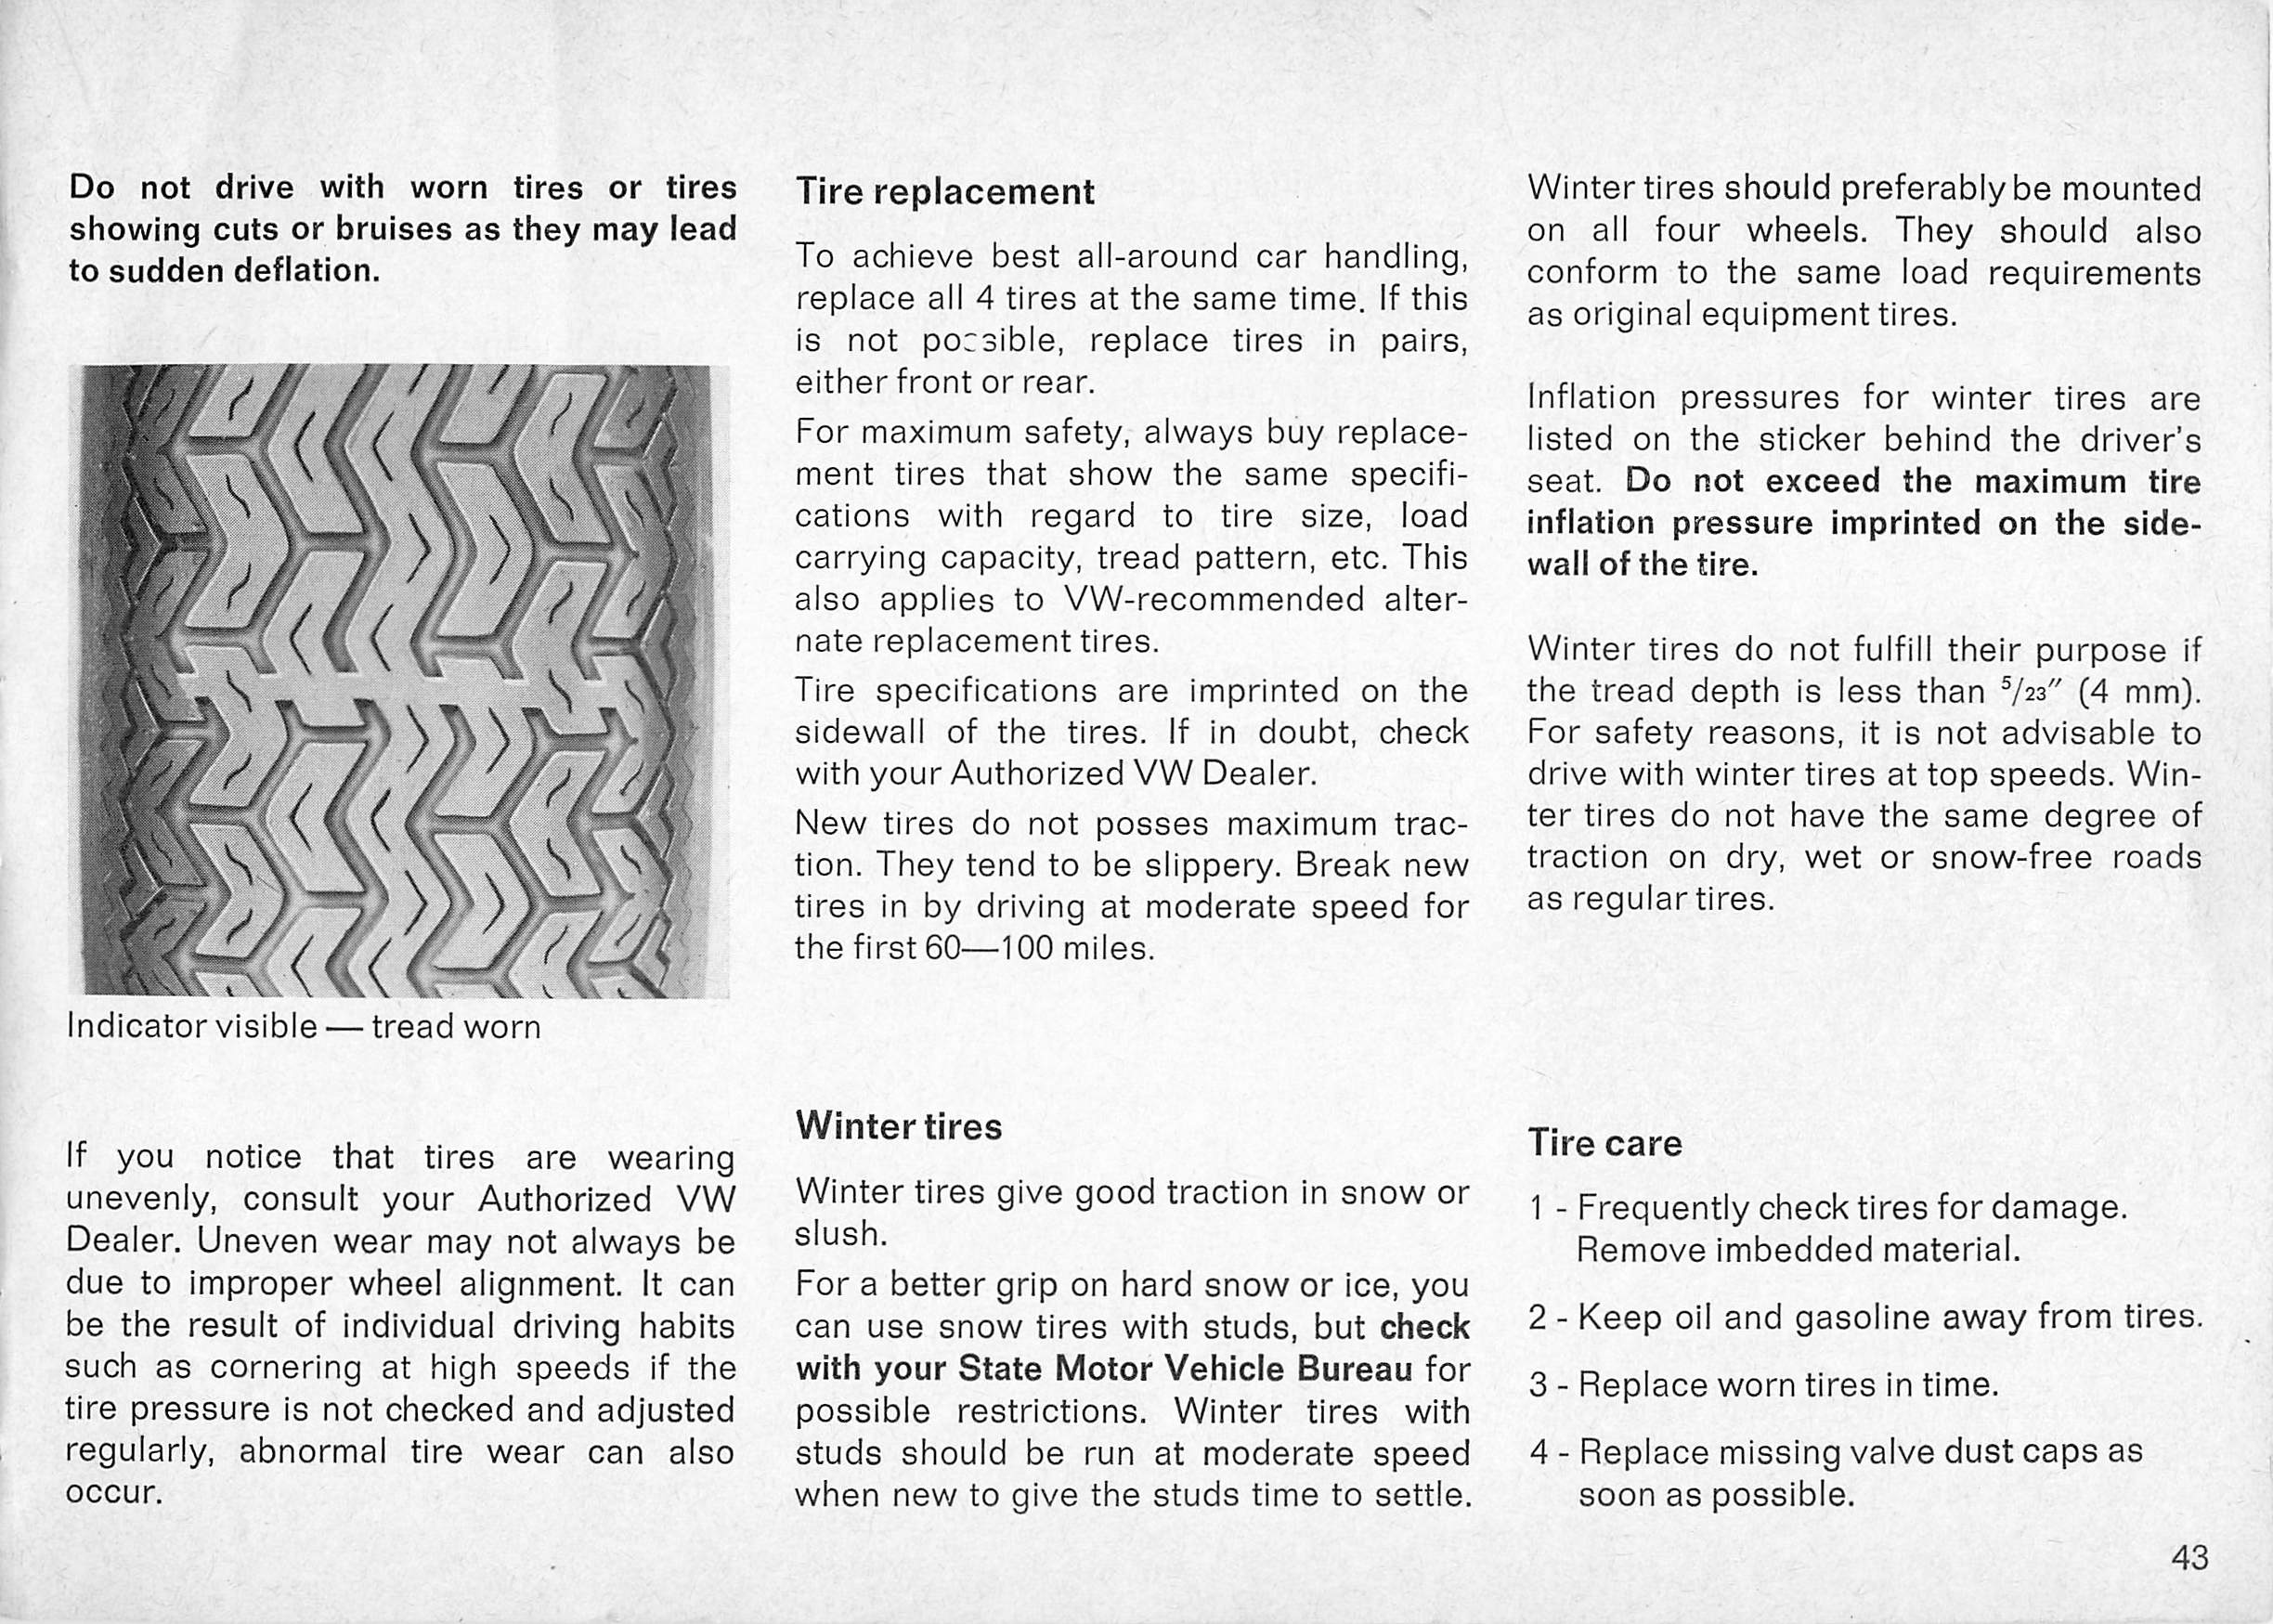 Do not drive with worn tires or tires
showing cuts or bruises as they may lead
to sudden deflation.
Indicator visible — tread worn
If you notice that tires are wearing
unevenly, consult your Authorized VW
Dealer. Uneven wear may not always be
due to improper wheel alignment. It can
be the result of individual driving habits
such as cornering at high speeds if the
tire pressure is not checked and adjusted
regularly, abnormal tire wear can also
occur.
Tire replacement
To achieve best all-around car handling,
replace all 4 tires at the same time. If this
is not possible, replace tires in pairs,
either front or rear.
For maximum safety, always buy replace-
ment tires that show the same specifi-
cations with regard to tire size, load
carrying capacity, tread pattern, etc. This
also applies to VW-recommended alter-
nate replacement tires.
Tire specifications are imprinted on the
sidewall of the tires. If in doubt, check
with your Authorized VW Dealer.
New tires do not posses maximum trac-
tion. They tend to be slippery. Break new
tires in by driving at moderate speed for
the first 60—100 miles.
Winter tires
Winter tires give good traction in snow or
slush.
For a better grip on hard snow or ice, you
can use snow tires with studs, but check
with your State Motor Vehicle Bureau for
possible restrictions. Winter tires with
studs should be run at moderate speed
when new to give the studs time to settle.
Winter tires should preferably be mounted
on all four wheels. They should also
conform to the same load requirements
as original equipment tires.
Inflation pressures for winter tires are
listed on the sticker behind the driver's
seat. Do not exceed the maximum tire
inflation pressure imprinted on the side-
wall of the tire.
Winter tires do not fulfill their purpose if
the tread depth is less than 5/23″ (4 mm).
For safety reasons, it is not advisable to
drive with winter tires at top speeds. Win-
ter tires do not have the same degree of
traction on dry, wet or snow-free roads
as regular tires.
Tire care
1 - Frequently check tires for damage.
Remove imbedded material.
2 - Keep oil and gasoline away from tires.
3 - Replace worn tires in time.
4 - Replace missing valve dust caps as
soon as possible.
43